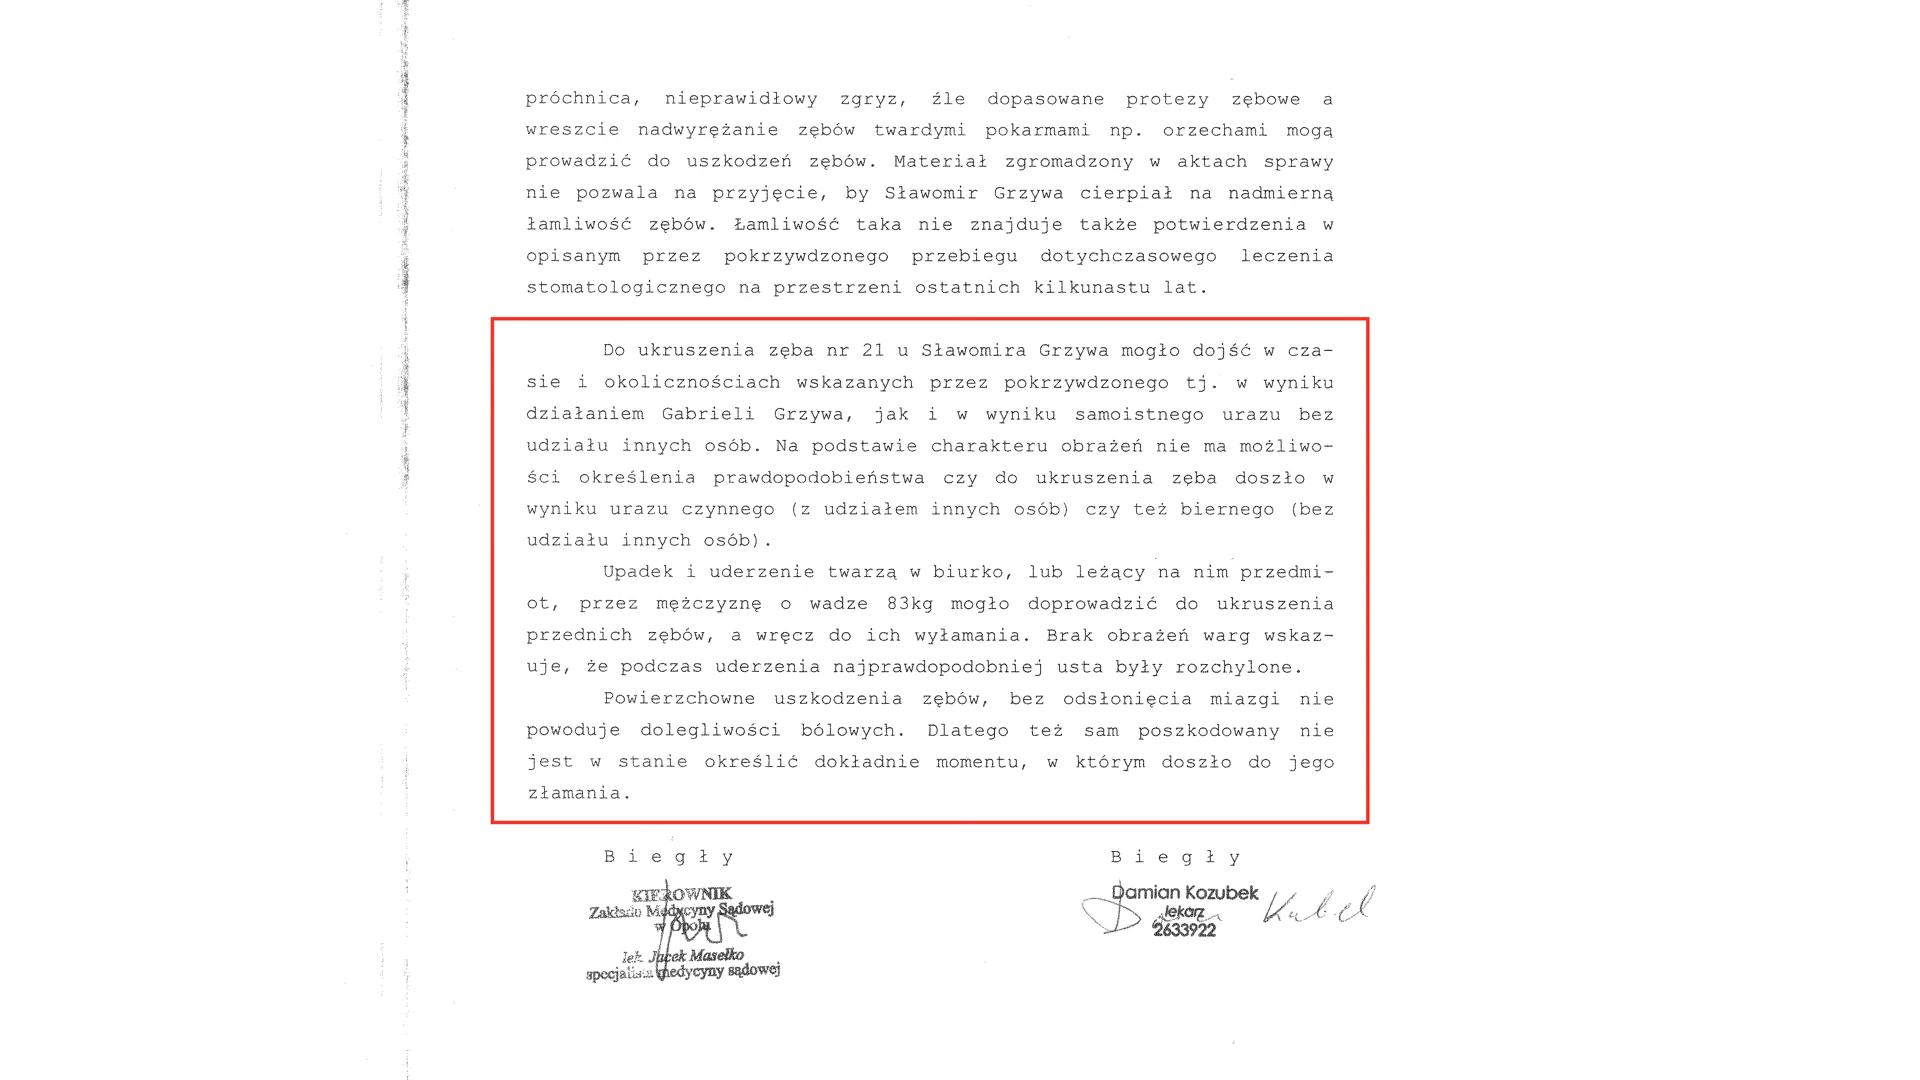 próchnica, nieprawidłowy zgryz, źle dopasowane protezy zębowe a
wreszcie nadwyrężanie zębów twardymi pokarmami np. orzechami mogą
prowadzić do uszkodzeń zębów. Materiał zgromadzony w aktach sprawy
nie pozwala na przyjęcie, by Sławomir Grzywa cierpiał na nadmierną
łamliwość zębów. Łamliwość taka nie znajduje także potwierdzenia w
opisanym przez pokrzywdzonego przebiegu dotychczasowego leczenia
stomatologicznego na przestrzeni ostatnich kilkunastu lat.
Do ukruszenia zęba nr 21 u Sławomira Grzywa mogło dojść w cza-
sie i okolicznościach wskazanych przez pokrzywdzonego tj. w wyniku
działaniem Gabrieli Grzywa, jak i w wyniku samoistnego urazu bez
udziału innych osób. Na podstawie charakteru obrażeń nie ma możliwo-
ści określenia prawdopodobieństwa czy do ukruszenia zęba doszło w
wyniku urazu czynnego (z udziałem innych osób) czy też biernego (bez
udziału innych osób).
Upadek i uderzenie twarzą w biurko, lub leżący na nim przedmi-
ot, przez mężczyznę o wadze 83kg mogło doprowadzić do ukruszenia
przednich zębów, a wręcz do ich wyłamania. Brak obrażeń warg wskaz-
uje, że podczas uderzenia najprawdopodobniej usta były rozchylone.
Powierzchowne uszkodzenia zębów, bez odsłonięcia miazgi nie
powoduje dolegliwości bólowych. Dlatego też sam poszkodowany nie
jest w stanie określić dokładnie momentu, w którym doszło do jego
złamania.
B i e g ł y
B i e g ł y
KIEROWNIK
Zakładu Medycyny Sądowej
w Opolu
lek. Jacek Masełko
specjalista medycyny sądowej
Damian Kozubek
lekarz
2633922